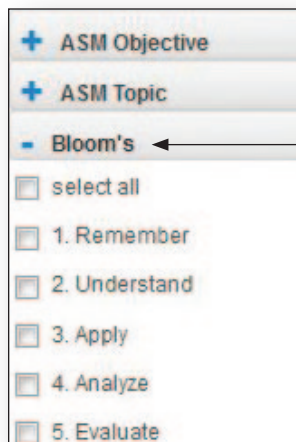 + ASM Objective
+ ASM Topic
- Bloom's
select all
1. Remember
2. Understand
3. Apply
4. Analyze
5. Evaluate